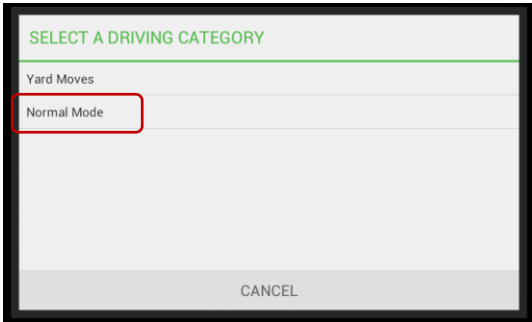 SELECT A DRIVING CATEGORY
Yard Moves
Normal Mode
CANCEL